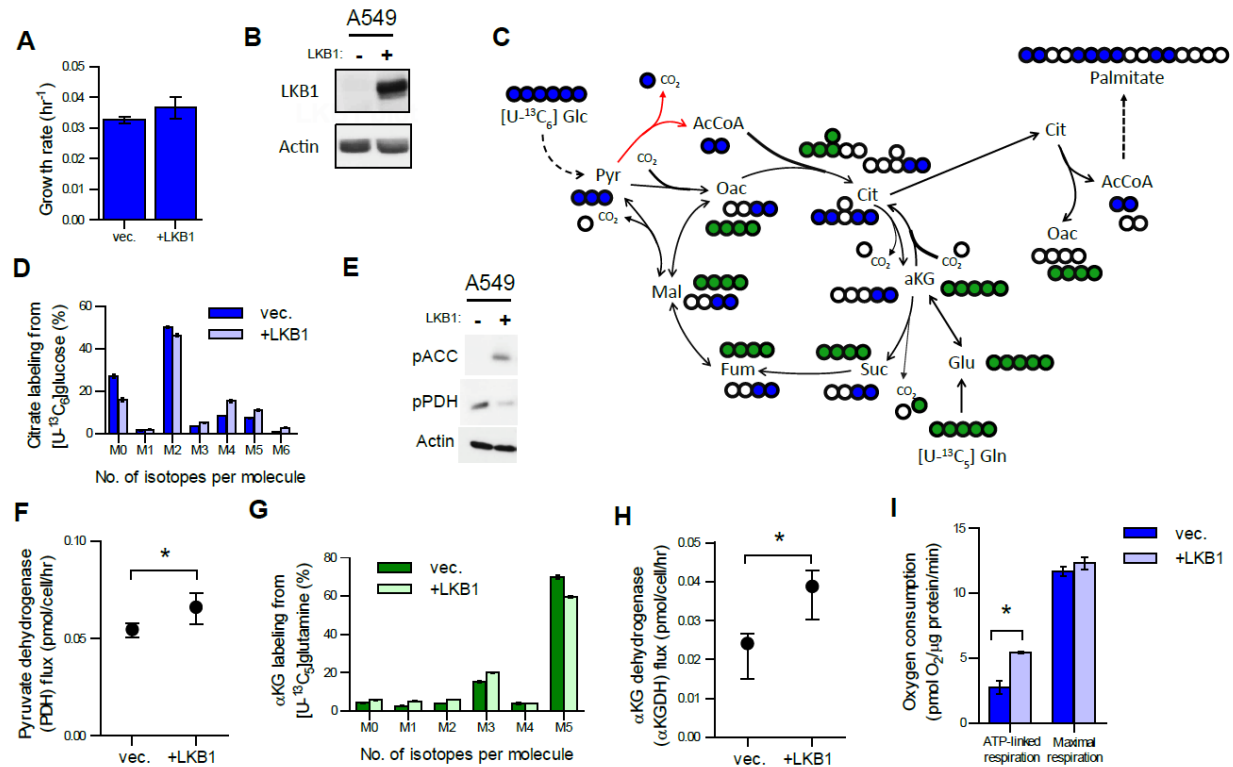 A
Growth rate (hr⁻¹)
0.05
0.04
0.03
0.02
0.01
0.00
vec.
+LKB1
B
A549
LKB1: - +
LKB1
Actin
C
[U-¹³C₆] Glc
CO₂
AcCoA
Pyr
CO₂
Oac
CO₂
Cit
Cit
Palmitate
AcCoA
Oac
CO₂
CO₂
aKG
Mal
Fum
Suc
CO₂
Glu
[U-¹³C₅] Gln
D
Citrate labeling from
[U-¹³C₆]glucose (%)
60
40
20
0
M0 M1 M2 M3 M4 M5 M6
No. of isotopes per molecule
vec.
+LKB1
E
A549
LKB1: - +
pACC
pPDH
Actin
F
Pyruvate dehydrogenase
(PDH) flux (pmol/cell/hr)
0.10
0.05
0.00
*
vec.
+LKB1
G
αKG labeling from
[U-¹³C₅]glutamine (%)
80
60
40
20
0
M0 M1 M2 M3 M4 M5
No. of isotopes per molecule
vec.
+LKB1
H
αKG dehydrogenase
(αKGDH) flux (pmol/cell/hr)
0.05
0.04
0.03
0.02
0.01
0.00
*
vec.
+LKB1
I
Oxygen consumption
(pmol O₂/μg protein/min)
15
10
5
0
*
ATP-linked
respiration
Maximal
respiration
vec.
+LKB1